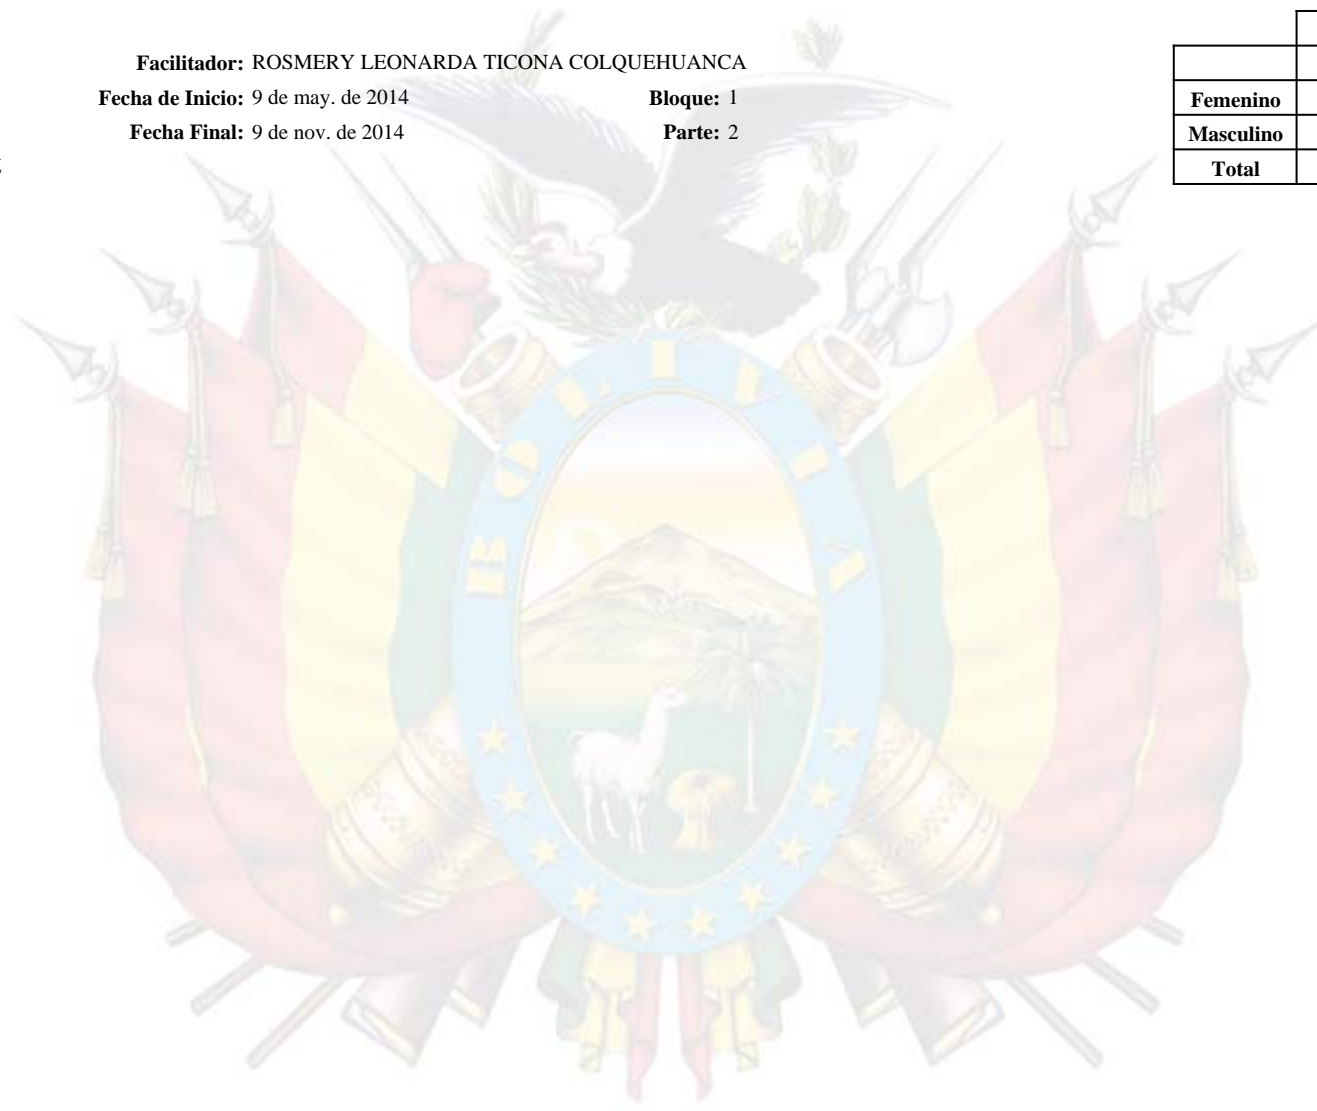 Facilitador: ROSMERY LEONARDA TICONA COLQUEHUANCA
Fecha de Inicio: 9 de may. de 2014 Bloque: 1
Fecha Final: 9 de nov. de 2014 Parte: 2
Femenino
Masculino
Total
BOLIVIA